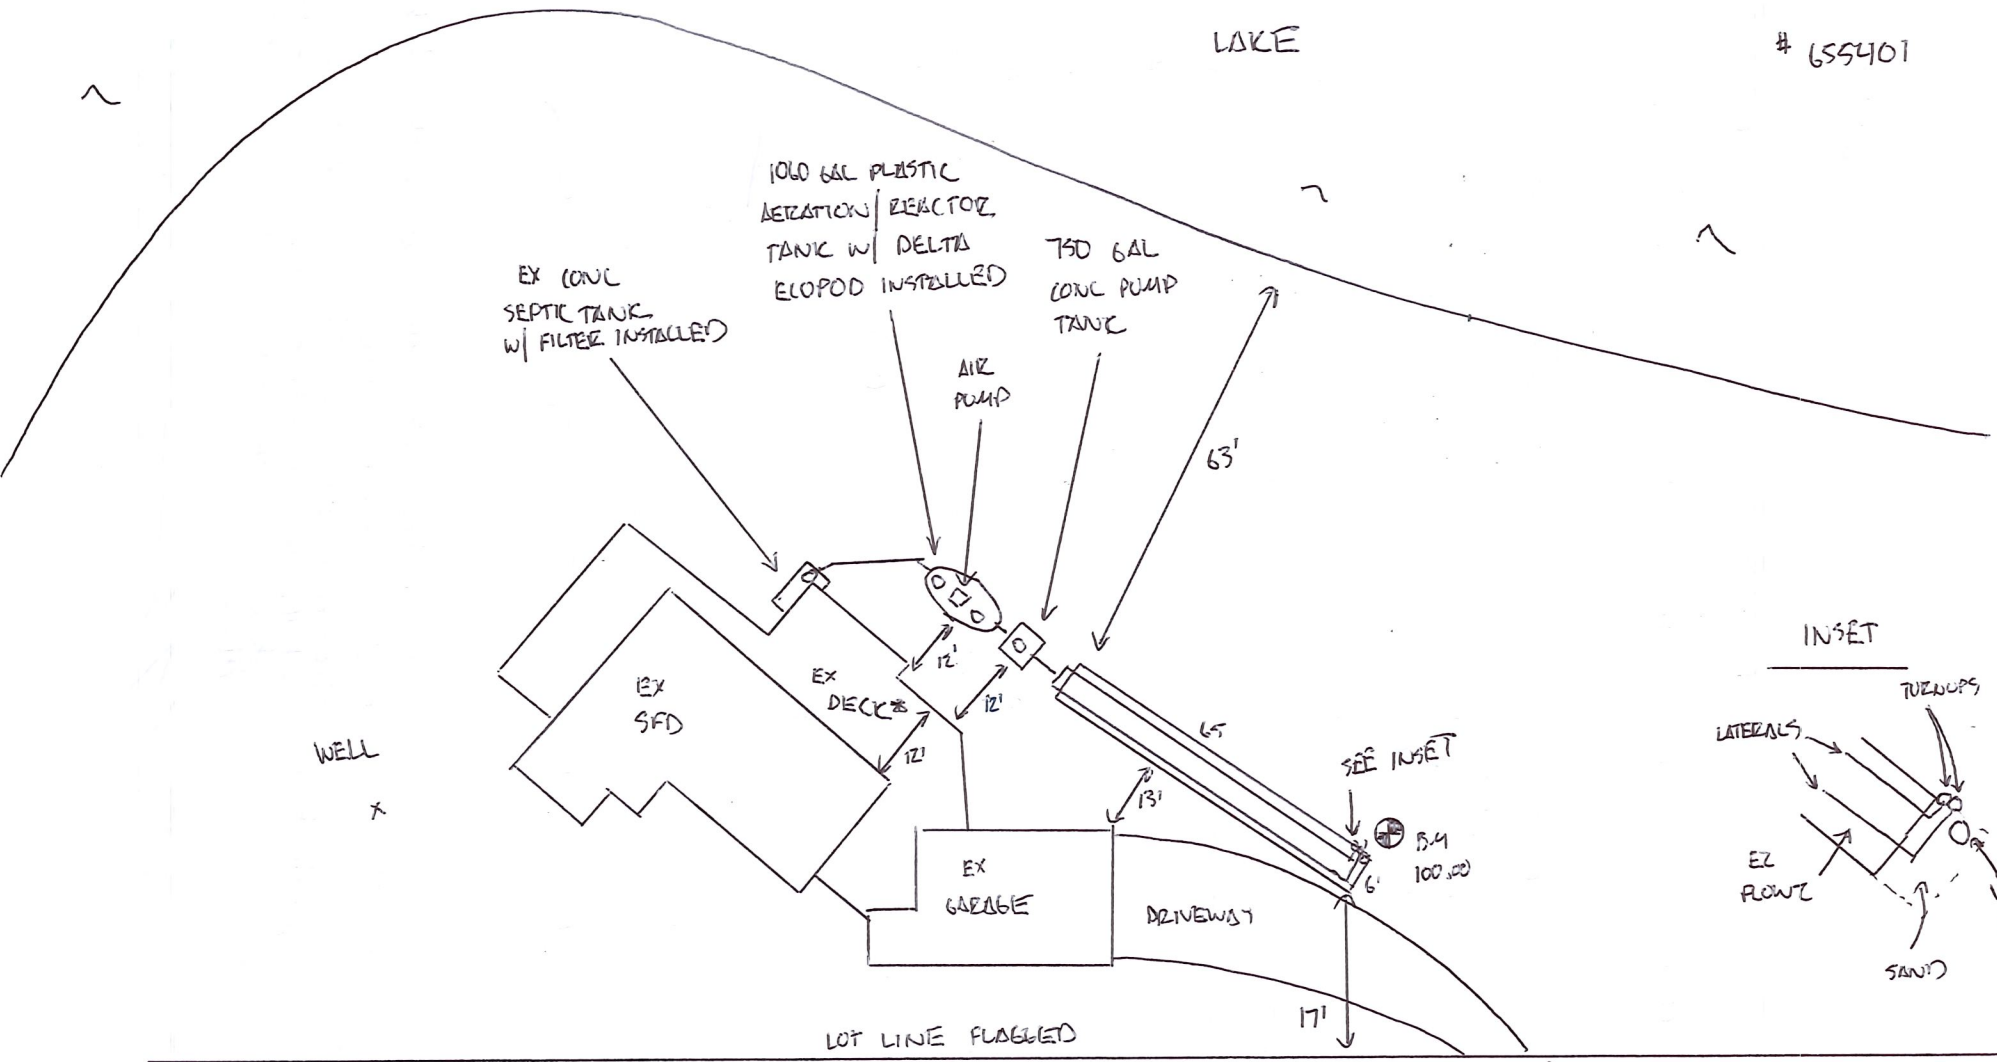 LAKE
# 655401
1060 GAL PLASTIC
AERATION/REACTOR
TANK W/ DELTA
ECOPOD INSTALLED
750 GAL
CONC PUMP
TANK
EX CONC
SEPTIC TANK
W/ FILTER INSTALLED
AIR
PUMP
63'
12'
12'
12'
EX
DECK*
EX
SFD
WELL
x
65
13'
SEE INSET
B.M
100.00
6'
EX
GARAGE
DRIVEWAY
17'
LOT LINE FLAGGED
INSET
TURNUPS
LATERALS
EZ
FLOWZ
SAND